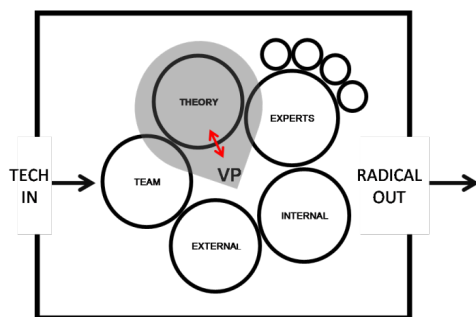 THEORY
EXPERTS
TECH
IN
TEAM
VP
RADICAL
OUT
INTERNAL
EXTERNAL